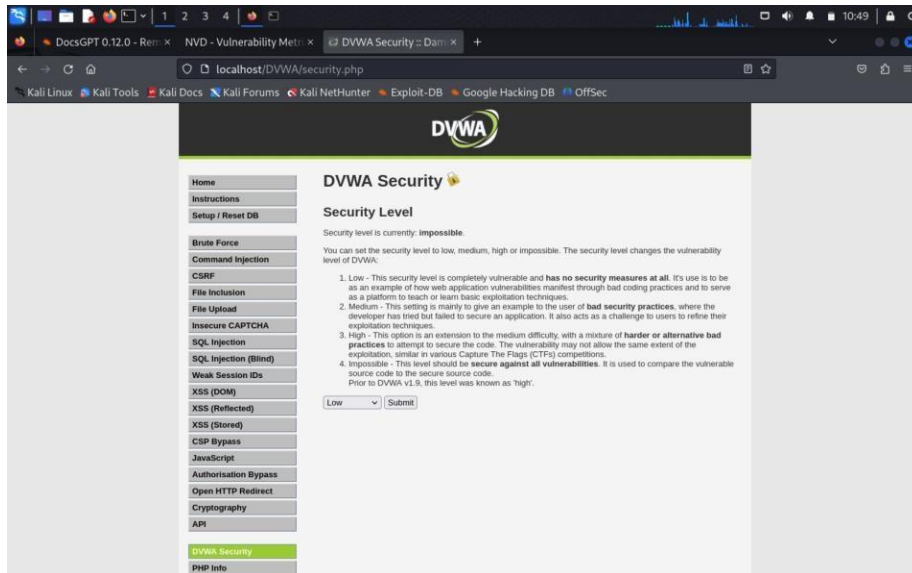 1 2 3 4
10:49
DocsGPT 0.12.0 - Rem
NVD - Vulnerability Metri
DVWA Security :: Dam
localhost/DVWA/security.php
Kali Linux Kali Tools Kali Docs Kali Forums Kali NetHunter Exploit-DB Google Hacking DB OffSec
DVWA
Home
Instructions
Setup / Reset DB
Brute Force
Command Injection
CSRF
File Inclusion
File Upload
Insecure CAPTCHA
SQL Injection
SQL Injection (Blind)
Weak Session IDs
XSS (DOM)
XSS (Reflected)
XSS (Stored)
CSP Bypass
JavaScript
Authorisation Bypass
Open HTTP Redirect
Cryptography
API
DVWA Security
PHP Info
DVWA Security
Security Level
Security level is currently: impossible.
You can set the security level to low, medium, high or impossible. The security level changes the vulnerability
level of DVWA:
1. Low - This security level is completely vulnerable and has no security measures at all. It's use is to be
as an example of how web application vulnerabilities manifest through bad coding practices and to serve
as a platform to teach or learn basic exploitation techniques.
2. Medium - This setting is mainly to give an example to the user of bad security practices, where the
developer has tried but failed to secure an application. It also acts as a challenge to users to refine their
exploitation techniques.
3. High - This option is an extension to the medium difficulty, with a mixture of harder or alternative bad
practices to attempt to secure the code. The vulnerability may not allow the same extent of the
exploitation, similar in various Capture The Flags (CTFs) competitions.
4. Impossible - This level should be secure against all vulnerabilities. It is used to compare the vulnerable
source code to the secure source code.
Prior to DVWA v1.9, this level was known as 'high'.
Low Submit